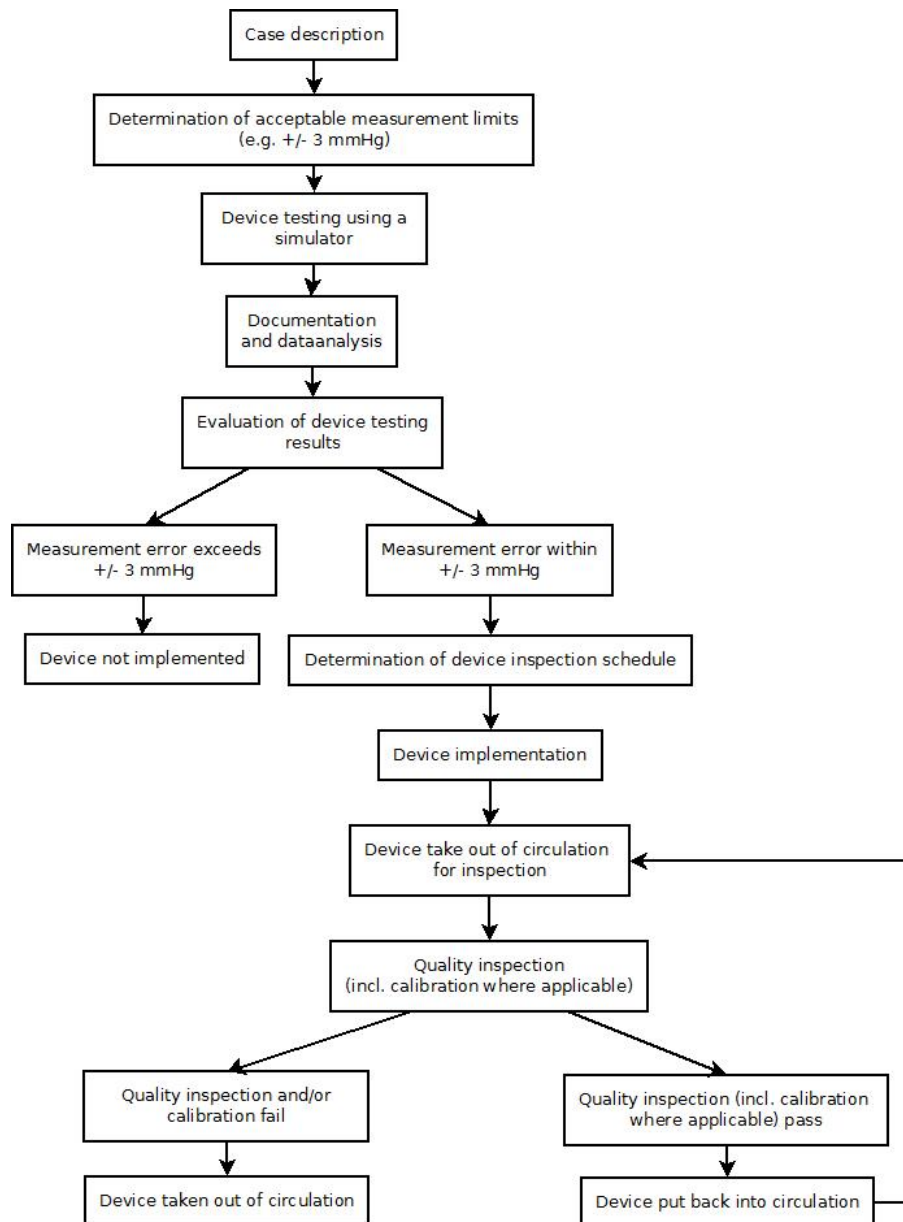 Case description
Determination of acceptable measurement limits
(e.g. +/- 3 mmHg)
Device testing using a
simulator
Documentation
and dataanalysis
Evaluation of device testing
results
Measurement error exceeds
+/- 3 mmHg
Measurement error within
+/- 3 mmHg
Device not implemented
Determination of device inspection schedule
Device implementation
Device take out of circulation
for inspection
Quality inspection
(incl. calibration where applicable)
Quality inspection and/or
calibration fail
Quality inspection (incl. calibration
where applicable) pass
Device taken out of circulation
Device put back into circulation